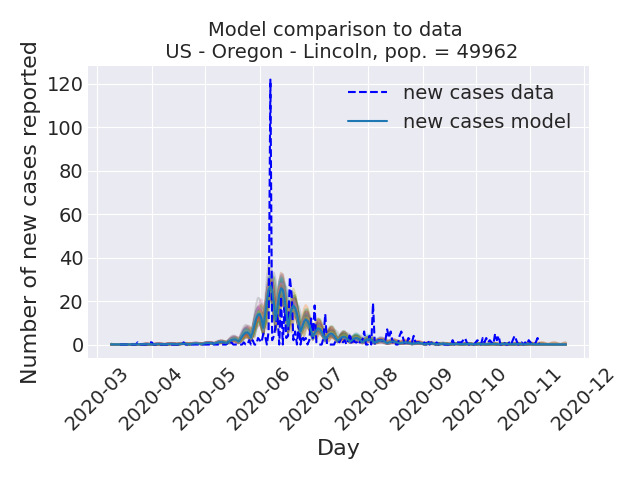 Model comparison to data
US - Oregon - Lincoln, pop. = 49962
Number of new cases reported
120
100
80
60
40
20
0
new cases data
new cases model
2020-03
2020-04
2020-05
2020-06
2020-07
2020-08
2020-09
2020-10
2020-11
2020-12
Day